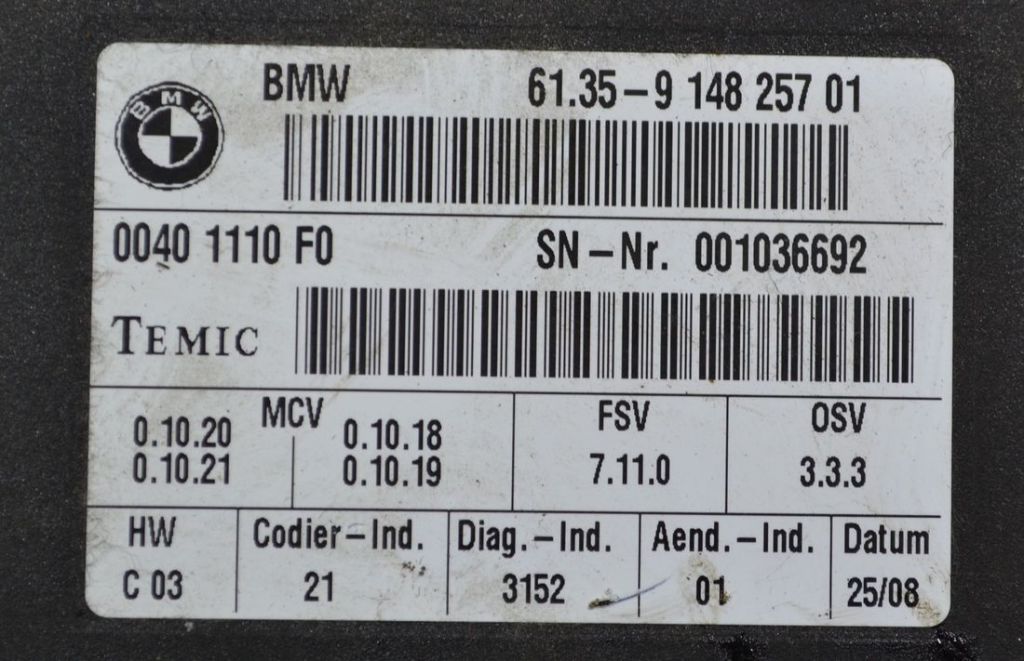 BMW
BMW 61.35-9 148 257 01
0040 1110 F0 SN-Nr. 001036692
TEMIC
MCV FSV OSV
0.10.20 0.10.18 7.11.0 3.3.3
0.10.21 0.10.19
HW Codier-Ind. Diag.-Ind. Aend.-Ind. Datum
C 03 21 3152 01 25/08